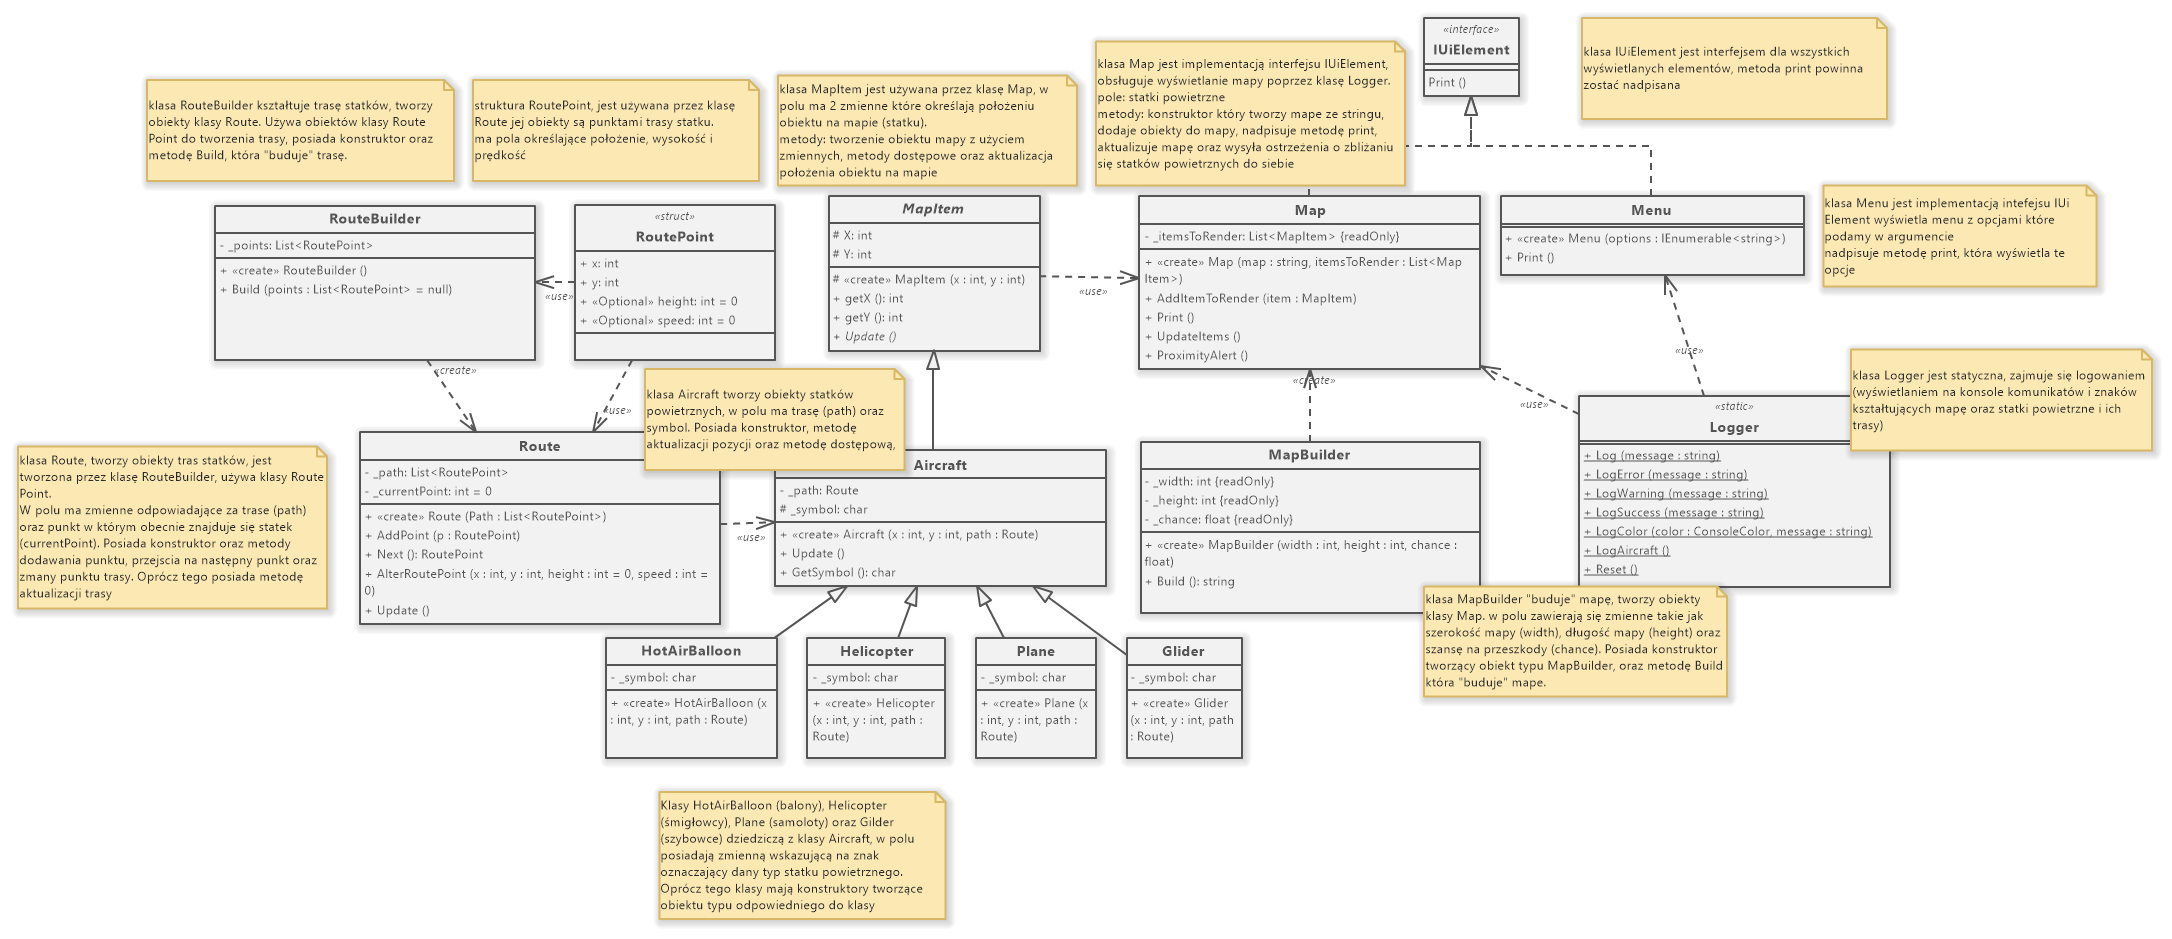 «interface»
IUiElement
Print ()
klasa IUiElement jest interfejsem dla wszystkich
wyświetlanych elementów, metoda print powinna
zostać nadpisana
klasa Map jest implementacją interfejsu IUiElement,
obsługuje wyświetlanie mapy poprzez klasę Logger.
pole: statki powietrzne
metody: konstruktor który tworzy mape ze stringu,
dodaje obiekty do mapy, nadpisuje metodę print,
aktualizuje mapę oraz wysyła ostrzeżenia o zbliżaniu
się statków powietrznych do siebie
klasa MapItem jest używana przez klasę Map, w
polu ma 2 zmienne które określają położeniu
obiektu na mapie (statku).
metody: tworzenie obiektu mapy z użyciem
zmiennych, metody dostępowe oraz aktualizacja
położenia obiektu na mapie
struktura RoutePoint, jest używana przez klasę
Route jej obiekty są punktami trasy statku.
ma pola określające położenie, wysokość i
prędkość
klasa RouteBuilder kształtuje trasę statków, tworzy
obiekty klasy Route. Używa obiektów klasy Route
Point do tworzenia trasy, posiada konstruktor oraz
metodę Build, która "buduje" trasę.
RouteBuilder
- _points: List<RoutePoint>
+ «create» RouteBuilder ()
+ Build (points : List<RoutePoint> = null)
«use»
«struct»
RoutePoint
+ x: int
+ y: int
+ «Optional» height: int = 0
+ «Optional» speed: int = 0
MapItem
# X: int
# Y: int
# «create» MapItem (x : int, y : int)
+ getX (): int
+ getY (): int
+ Update ()
«use»
Map
- _itemsToRender: List<MapItem> {readOnly}
+ «create» Map (map : string, itemsToRender : List<Map
Item>)
+ AddItemToRender (item : MapItem)
+ Print ()
+ UpdateItems ()
+ ProximityAlert ()
Menu
+ «create» Menu (options : IEnumerable<string>)
+ Print ()
klasa Menu jest implementacją intefejsu IUi
Element wyświetla menu z opcjami które
podamy w argumencie
nadpisuje metodę print, która wyświetla te
opcje
«create»
«use»
«create»
«use»
«use»
klasa Aircraft tworzy obiekty statków
powietrznych, w polu ma trasę (path) oraz
symbol. Posiada konstruktor, metodę
aktualizacji pozycji oraz metodę dostępową,
klasa Logger jest statyczna, zajmuje się logowaniem
(wyświetlaniem na konsole komunikatów i znaków
kształtujących mapę oraz statki powietrzne i ich
trasy)
klasa Route, tworzy obiekty tras statków, jest
tworzona przez klasę RouteBuilder, używa klasy Route
Point.
W polu ma zmienne odpowiadające za trase (path)
oraz punkt w którym obecnie znajduje się statek
(currentPoint). Posiada konstruktor oraz metody
dodawania punktu, przejscia na następny punkt oraz
zmany punktu trasy. Oprócz tego posiada metodę
aktualizacji trasy
Route
- _path: List<RoutePoint>
- _currentPoint: int = 0
+ «create» Route (Path : List<RoutePoint>)
+ AddPoint (p : RoutePoint)
+ Next (): RoutePoint
+ AlterRoutePoint (x : int, y : int, height : int = 0, speed : int =
0)
+ Update ()
«use»
Aircraft
- _path: Route
# _symbol: char
+ «create» Aircraft (x : int, y : int, path : Route)
+ Update ()
+ GetSymbol (): char
MapBuilder
- _width: int {readOnly}
- _height: int {readOnly}
- _chance: float {readOnly}
+ «create» MapBuilder (width : int, height : int, chance :
float)
+ Build (): string
«static»
Logger
+ Log (message : string)
+ LogError (message : string)
+ LogWarning (message : string)
+ LogSuccess (message : string)
+ LogColor (color : ConsoleColor, message : string)
+ LogAircraft ()
+ Reset ()
klasa MapBuilder "buduje" mapę, tworzy obiekty
klasy Map. w polu zawierają się zmienne takie jak
szerokość mapy (width), długość mapy (height) oraz
szansę na przeszkody (chance). Posiada konstruktor
tworzący obiekt typu MapBuilder, oraz metodę Build
która "buduje" mape.
HotAirBalloon
- _symbol: char
+ «create» HotAirBalloon (x
: int, y : int, path : Route)
Helicopter
- _symbol: char
+ «create» Helicopter
(x : int, y : int, path :
Route)
Plane
- _symbol: char
+ «create» Plane (x
: int, y : int, path :
Route)
Glider
- _symbol: char
+ «create» Glider
(x : int, y : int, path
: Route)
Klasy HotAirBalloon (balony), Helicopter
(śmigłowcy), Plane (samoloty) oraz Gilder
(szybowce) dziedziczą z klasy Aircraft, w polu
posiadają zmienną wskazującą na znak
oznaczający dany typ statku powietrznego.
Oprócz tego klasy mają konstruktory tworzące
obiektu typu odpowiedniego do klasy